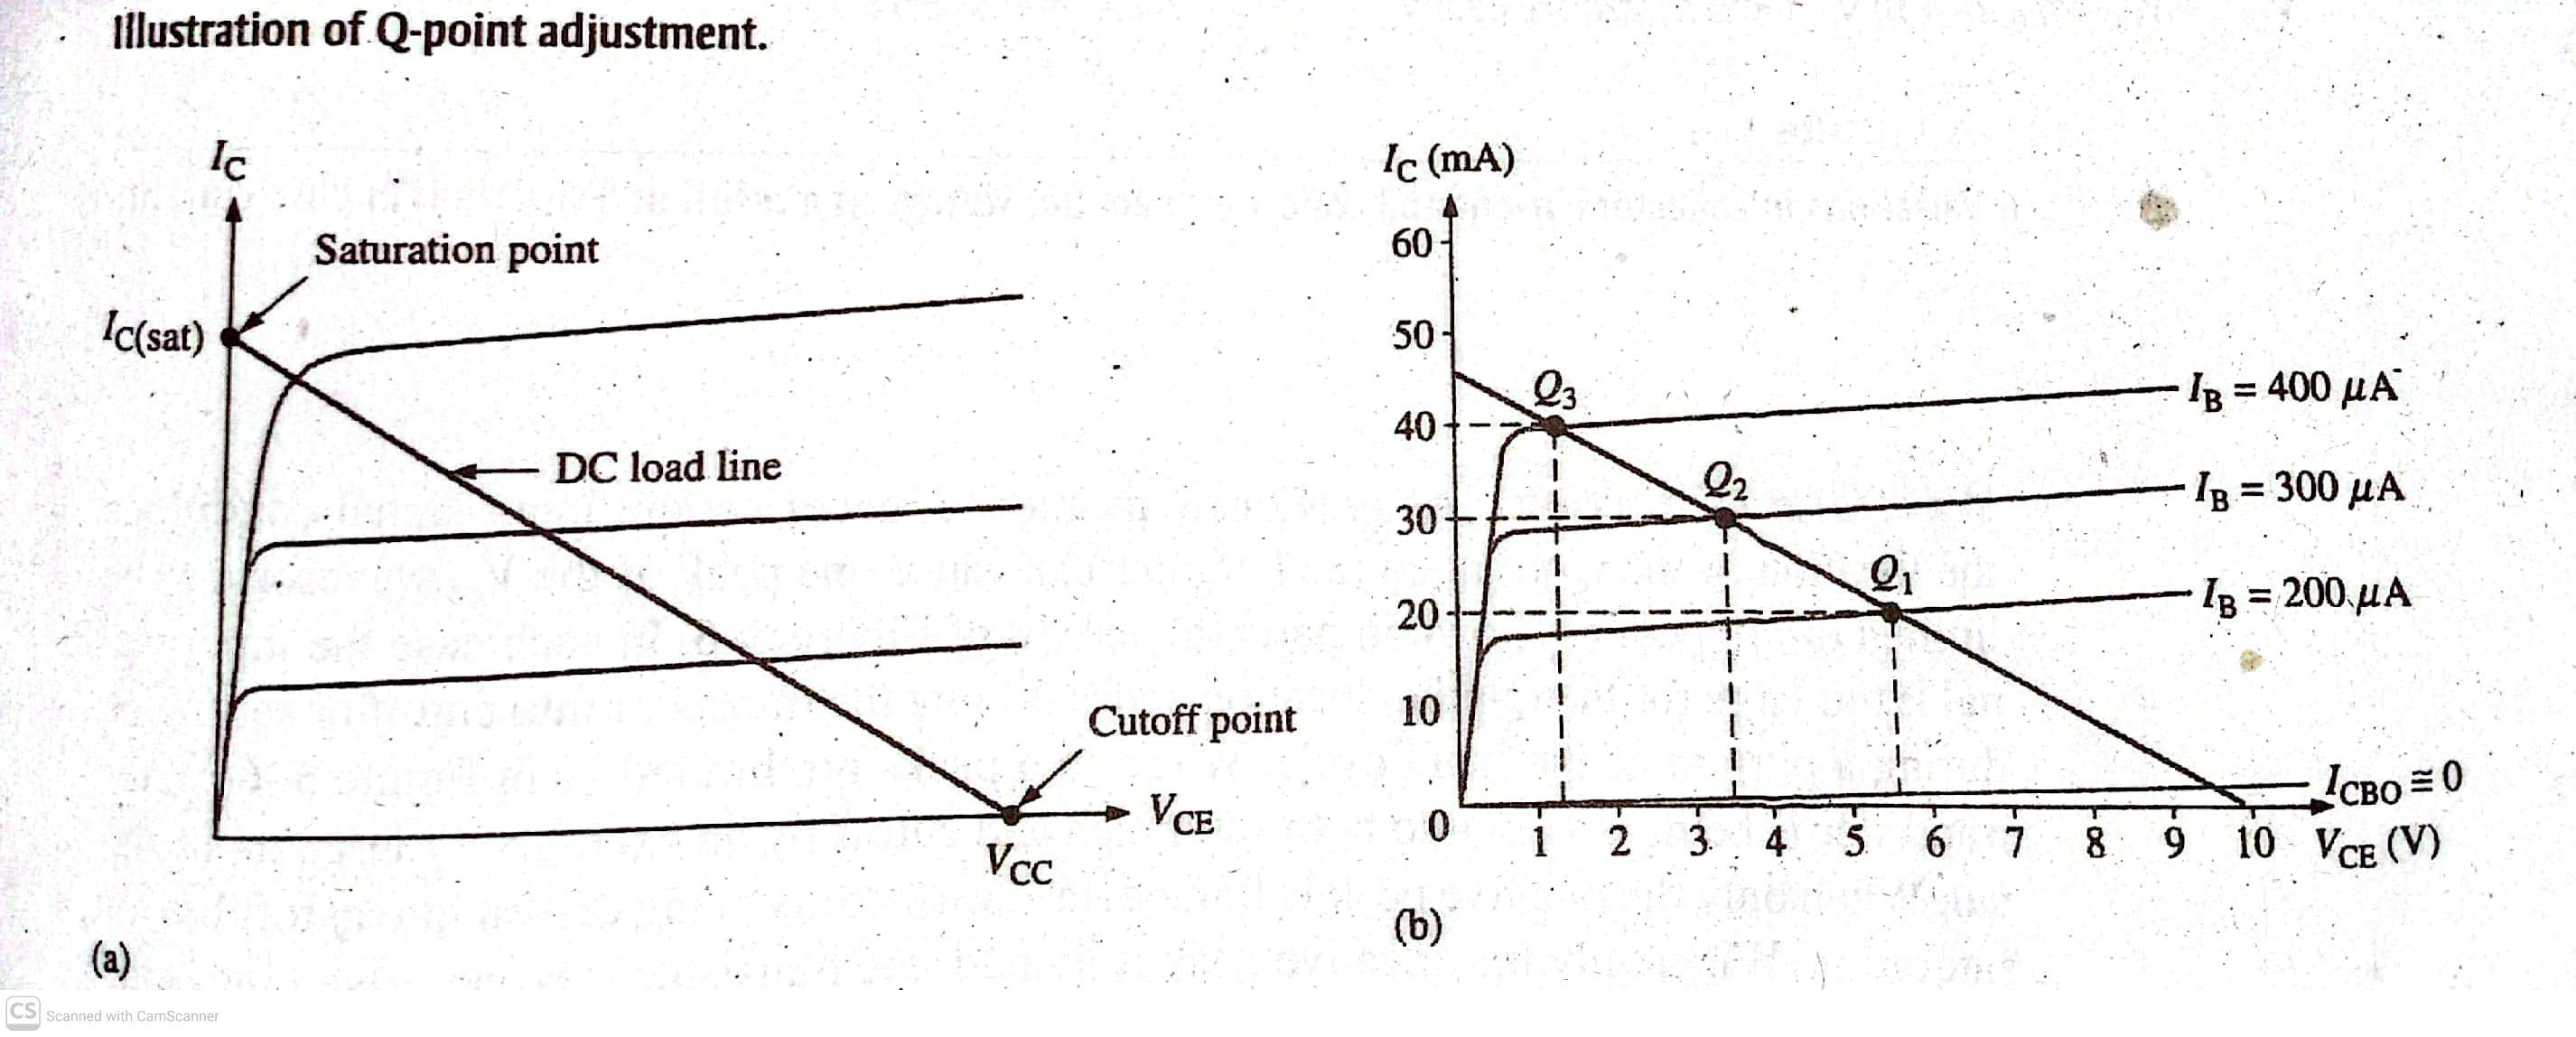 Illustration of Q-point adjustment.
IC
Saturation point
IC(sat)
DC load line
Cutoff point
VCE
VCC
(a)
IC (mA)
60
50
40
30
20
10
0
Q3
Q2
Q1
IB = 400 μA
IB = 300 μA
IB = 200 μA
ICBO ≅ 0
1 2 3 4 5 6 7 8 9 10 VCE (V)
(b)
CS Scanned with CamScanner